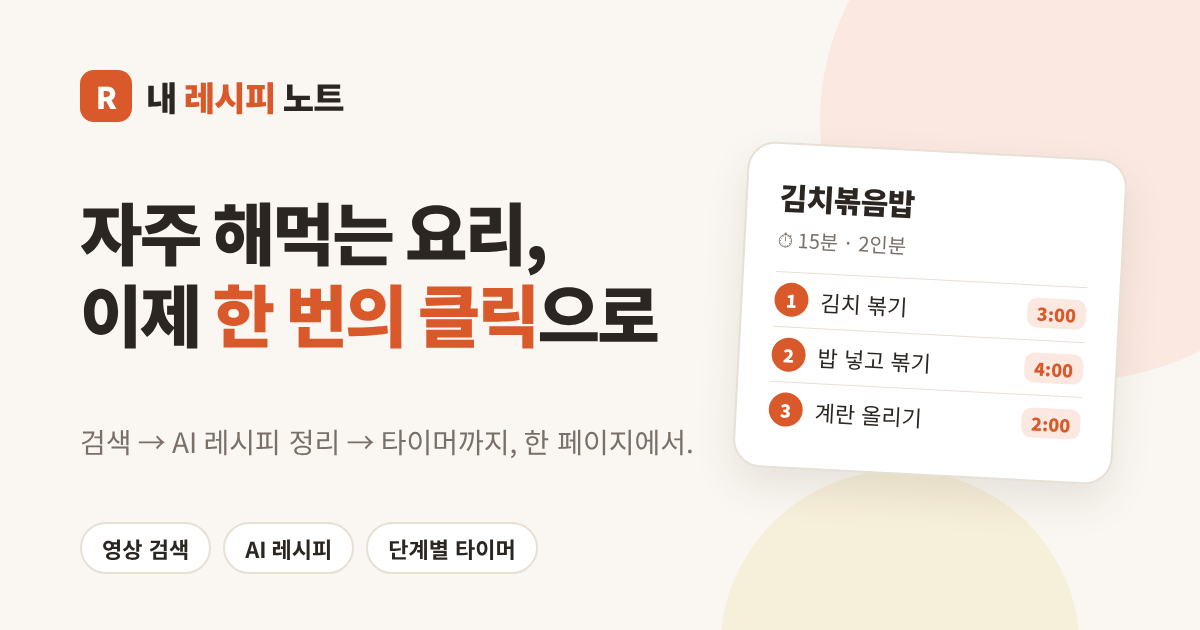 R 내 레시피 노트
자주 해먹는 요리,
이제 한 번의 클릭으로
검색 → AI 레시피 정리 → 타이머까지, 한 페이지에서.
영상 검색
AI 레시피
단계별 타이머
김치볶음밥
⏱ 15분 · 2인분
1 김치 볶기 3:00
2 밥 넣고 볶기 4:00
3 계란 올리기 2:00